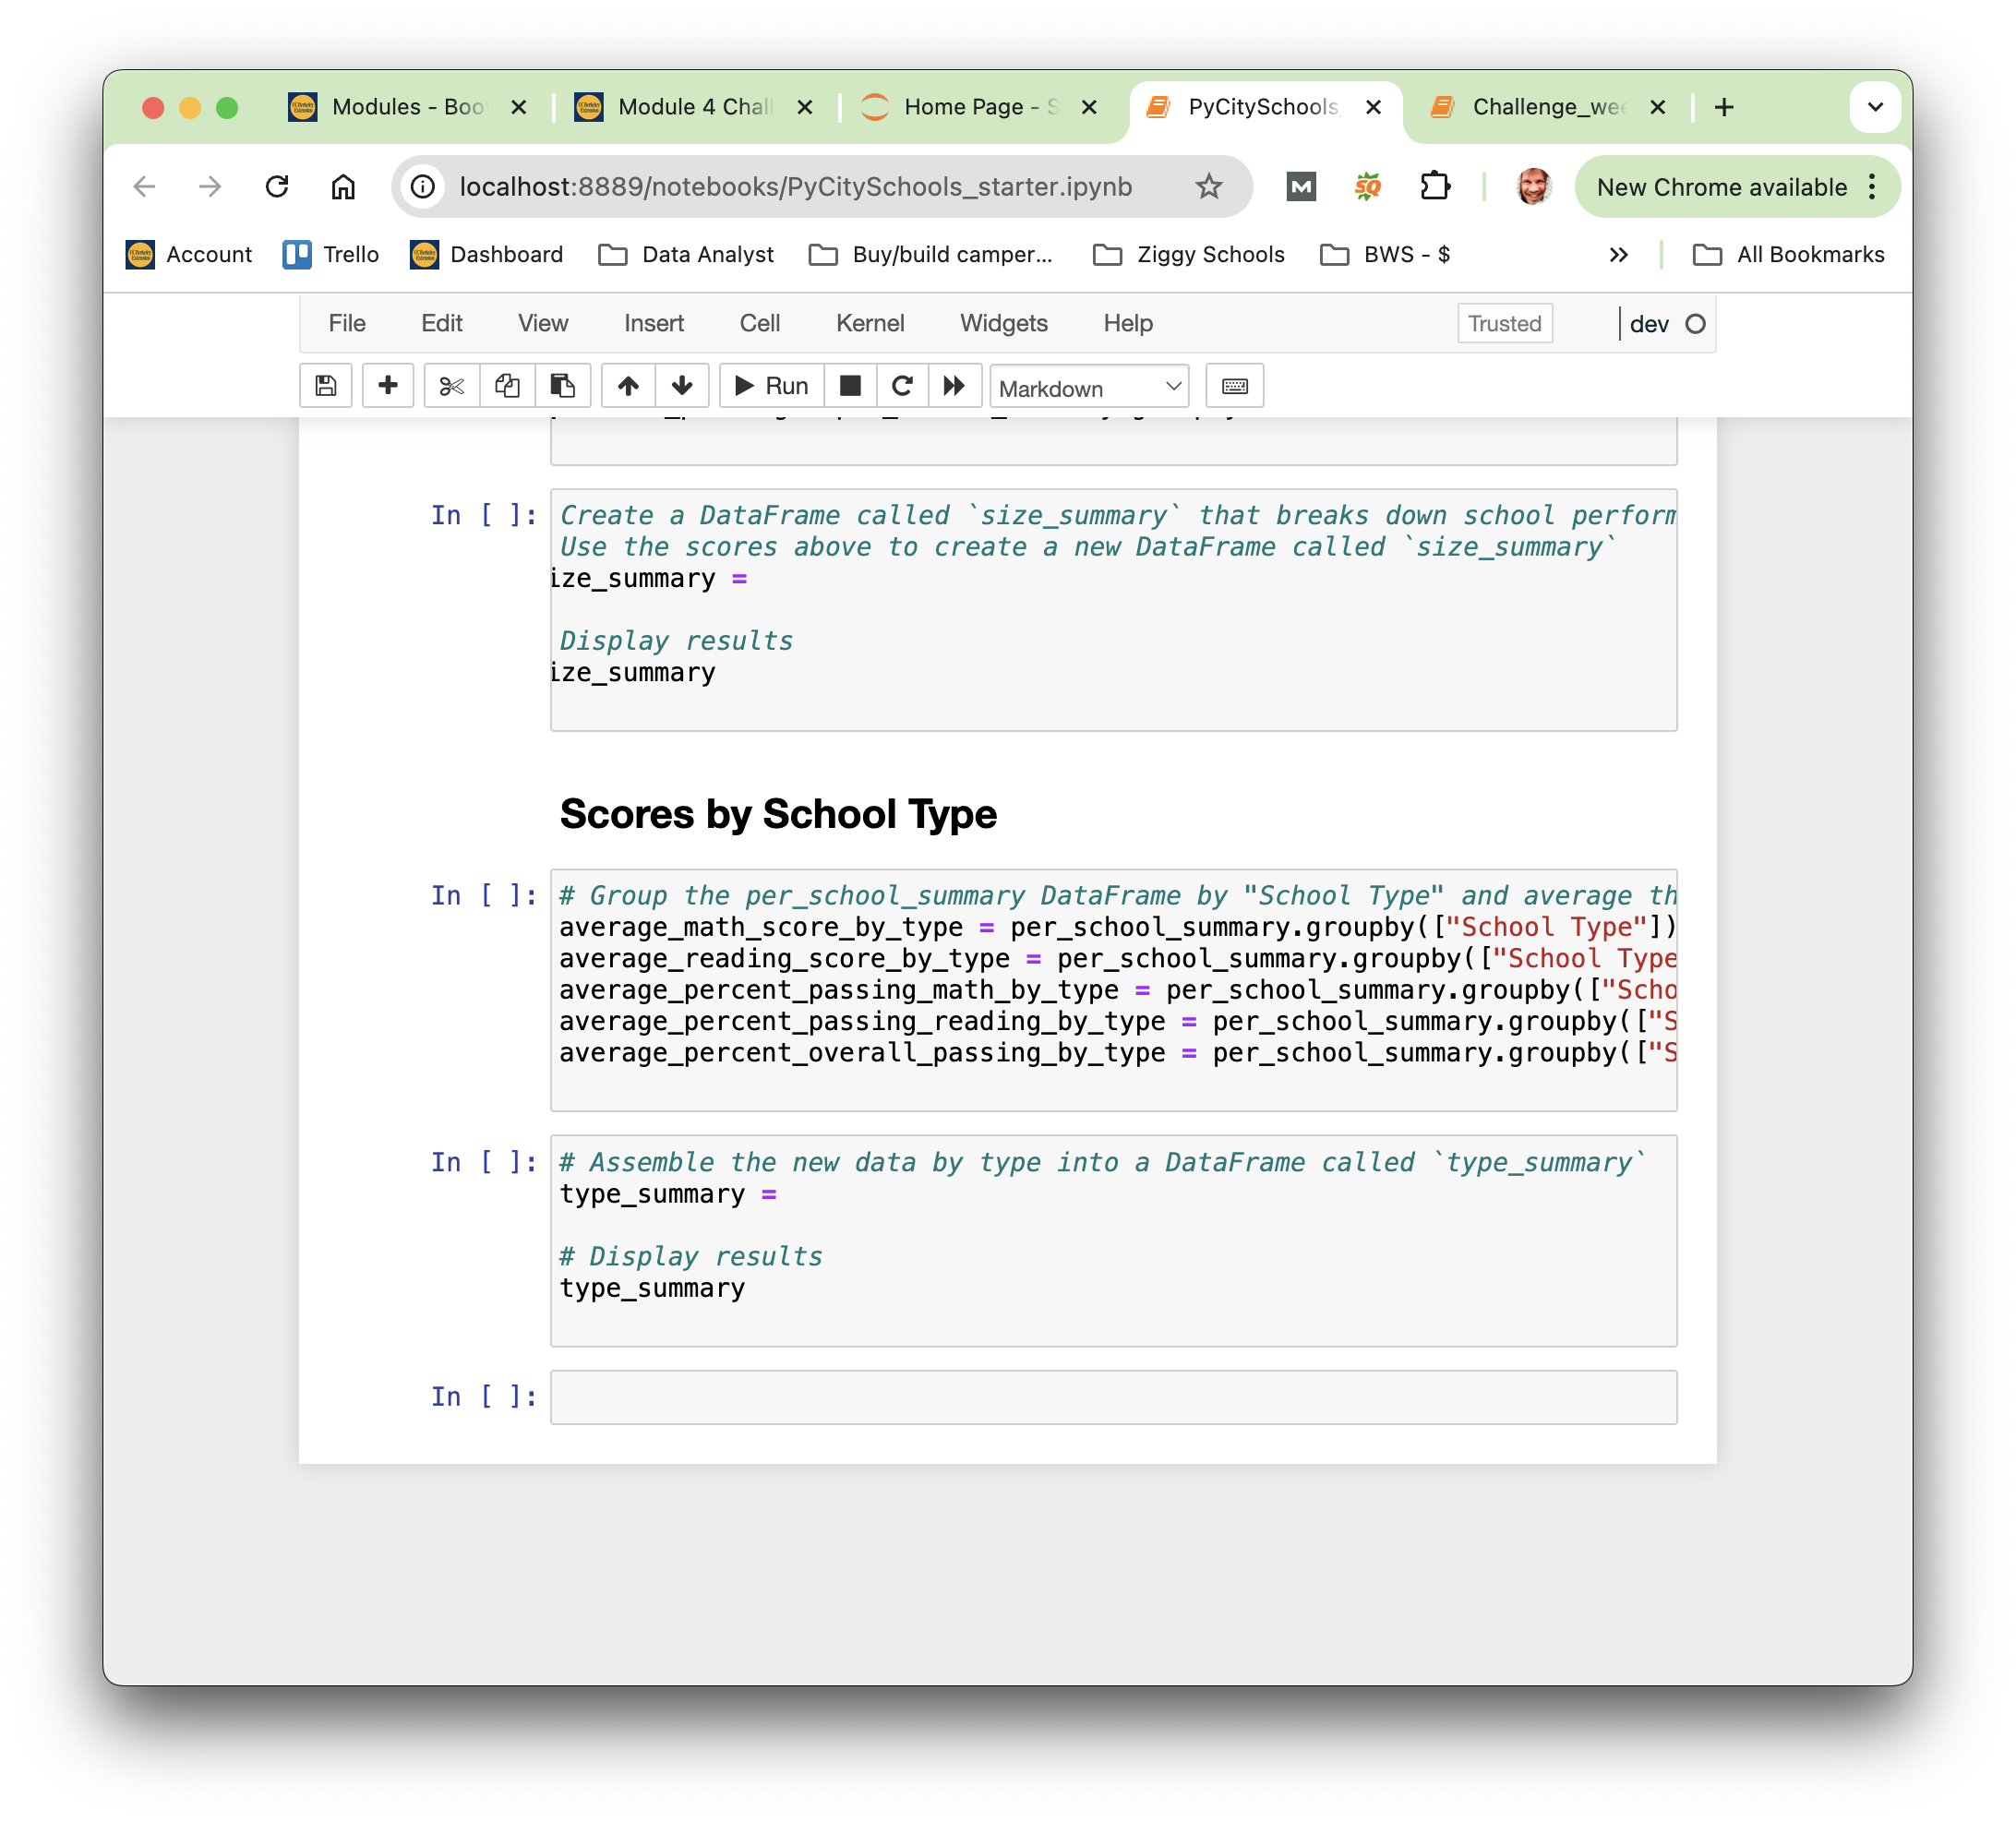 Modules - Boo
Module 4 Chall
Home Page - S
PyCitySchools_
Challenge_wee
localhost:8889/notebooks/PyCitySchools_starter.ipynb
New Chrome available
Account
Trello
Dashboard
Data Analyst
Buy/build camper...
Ziggy Schools
BWS - $
All Bookmarks
File Edit View Insert Cell Kernel Widgets Help
Trusted
dev
Run
Markdown
In [ ]:
Create a DataFrame called `size_summary` that breaks down school perform
Use the scores above to create a new DataFrame called `size_summary`
ize_summary =
Display results
ize_summary
Scores by School Type
In [ ]:
# Group the per_school_summary DataFrame by "School Type" and average th
average_math_score_by_type = per_school_summary.groupby(["School Type"])
average_reading_score_by_type = per_school_summary.groupby(["School Type
average_percent_passing_math_by_type = per_school_summary.groupby(["Scho
average_percent_passing_reading_by_type = per_school_summary.groupby(["S
average_percent_overall_passing_by_type = per_school_summary.groupby(["S
In [ ]:
# Assemble the new data by type into a DataFrame called `type_summary`
type_summary =
# Display results
type_summary
In [ ]: